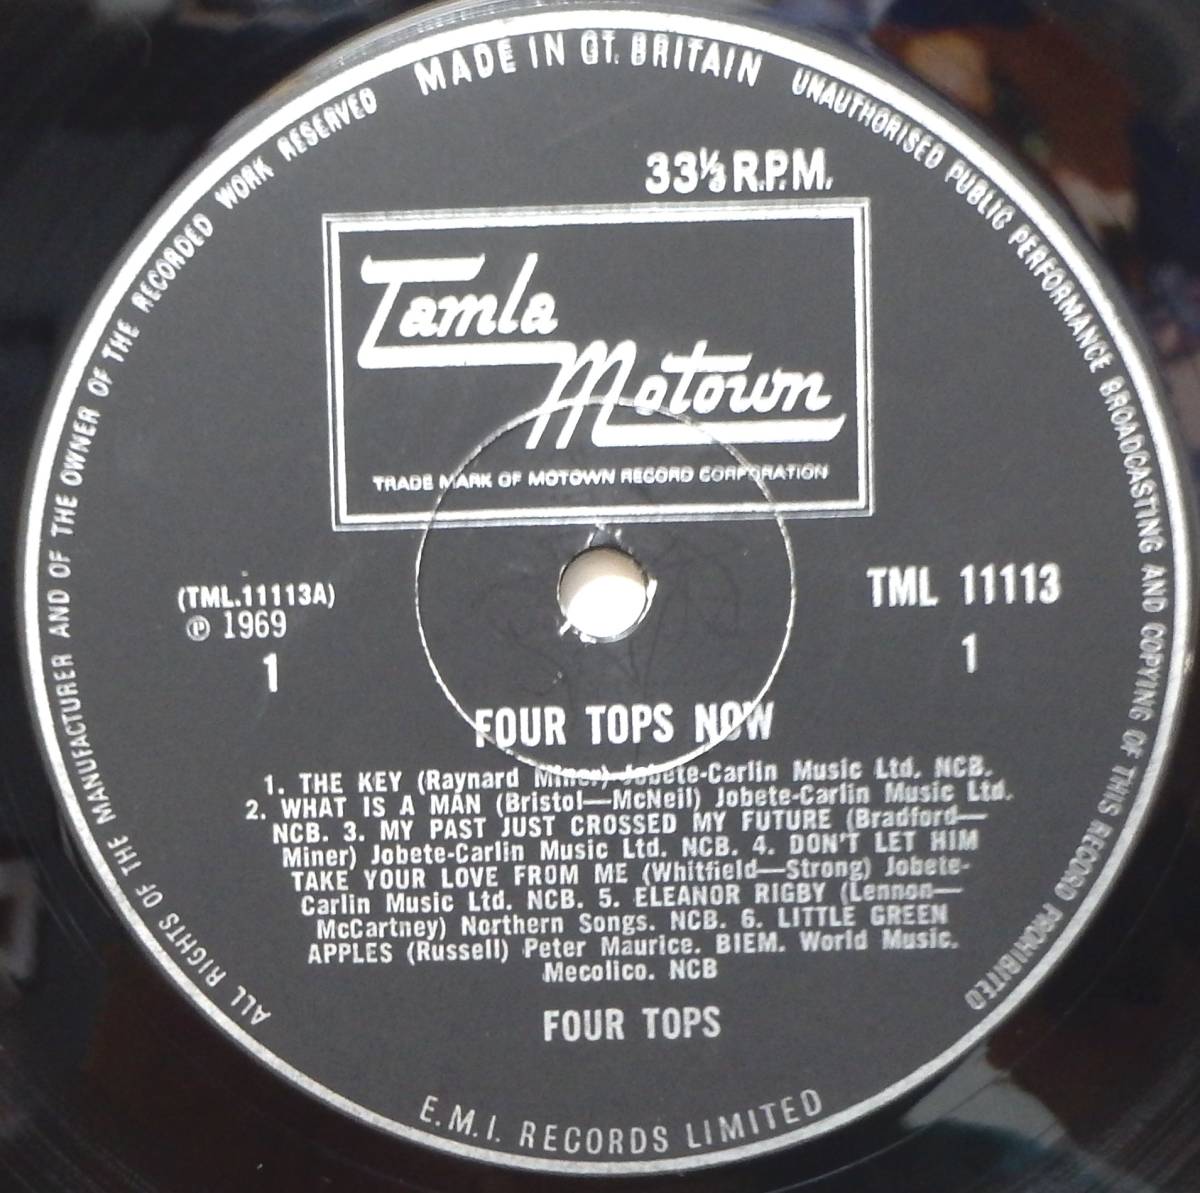 MADE IN GT. BRITAIN
UNAUTHORISED PUBLIC PERFORMANCE BROADCASTING AND COPYING OF THIS RECORD PROHIBITED
ALL RIGHTS OF THE MANUFACTURER AND OF THE OWNER OF THE RECORDED WORK RESERVED
33⅓ R.P.M.
Tamla
Motown
TRADE MARK OF MOTOWN RECORD CORPORATION
(TML.11113A)
℗ 1969
1
TML 11113
1
FOUR TOPS NOW
1. THE KEY (Raynard Miner) Jobete-Carlin Music Ltd. NCB.
2. WHAT IS A MAN (Bristol—McNeil) Jobete-Carlin Music Ltd.
NCB. 3. MY PAST JUST CROSSED MY FUTURE (Bradford—
Miner) Jobete-Carlin Music Ltd. NCB. 4. DON'T LET HIM
TAKE YOUR LOVE FROM ME (Whitfield—Strong) Jobete-
Carlin Music Ltd. NCB. 5. ELEANOR RIGBY (Lennon—
McCartney) Northern Songs. NCB. 6. LITTLE GREEN
APPLES (Russell) Peter Maurice. BIEM. World Music.
Mecolico. NCB
FOUR TOPS
E.M.I. RECORDS LIMITED